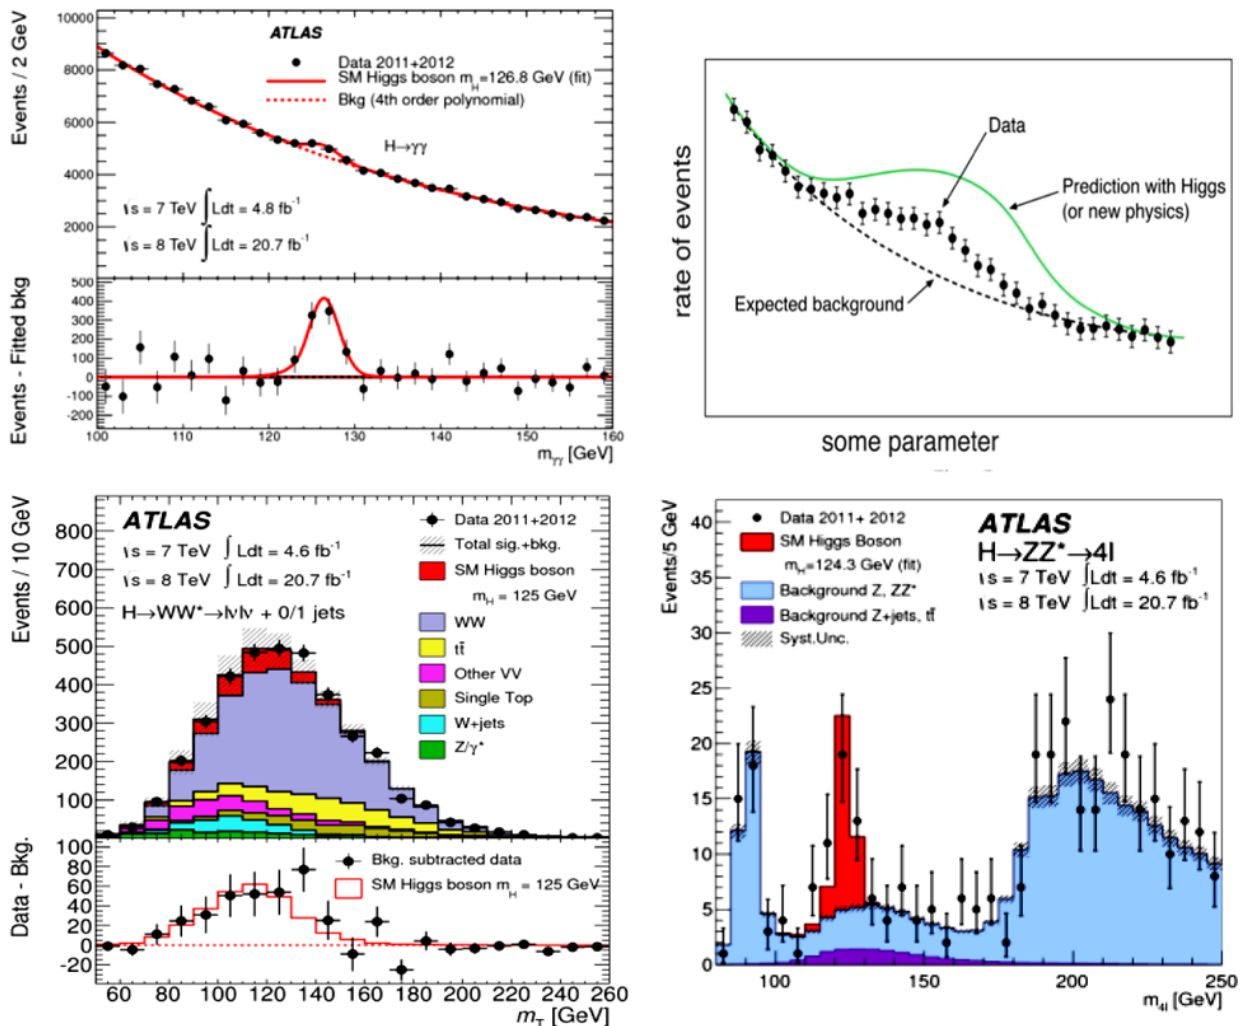 ATLAS
Data 2011+2012
SM Higgs boson m_H=126.8 GeV (fit)
Bkg (4th order polynomial)
H→γγ
√s = 7 TeV ∫Ldt = 4.8 fb⁻¹
√s = 8 TeV ∫Ldt = 20.7 fb⁻¹
Events / 2 GeV
10000
8000
6000
4000
2000
Events - Fitted bkg
500
400
300
200
100
0
-100
-200
100 110 120 130 140 150 160
m_γγ [GeV]
rate of events
Data
Prediction with Higgs
(or new physics)
Expected background
some parameter
Events / 10 GeV
800
700
600
500
400
300
200
100
ATLAS
√s = 7 TeV ∫Ldt = 4.6 fb⁻¹
√s = 8 TeV ∫Ldt = 20.7 fb⁻¹
H→WW*→lνlν + 0/1 jets
Data 2011+2012
Total sig.+bkg.
SM Higgs boson
m_H = 125 GeV
WW
tt̄
Other VV
Single Top
W+jets
Z/γ*
Data - Bkg.
100
80
60
40
20
0
-20
Bkg. subtracted data
SM Higgs boson m_H = 125 GeV
60 80 100 120 140 160 180 200 220 240 260
m_T [GeV]
Events/5 GeV
40
35
30
25
20
15
10
5
0
Data 2011+ 2012
SM Higgs Boson
m_H=124.3 GeV (fit)
Background Z, ZZ*
Background Z+jets, tt̄
Syst.Unc.
ATLAS
H→ZZ*→4l
√s = 7 TeV ∫Ldt = 4.6 fb⁻¹
√s = 8 TeV ∫Ldt = 20.7 fb⁻¹
100 150 200 250
m_4l [GeV]